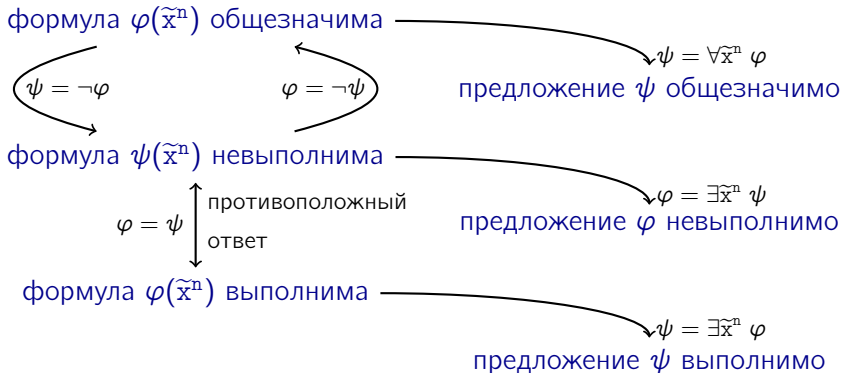 формула φ(x̃ⁿ) общезначима
ψ = ∀x̃ⁿ φ
ψ = ¬φ
φ = ¬ψ
предложение ψ общезначимо
формула ψ(x̃ⁿ) невыполнима
φ = ∃x̃ⁿ ψ
противоположный
φ = ψ
предложение φ невыполнимо
ответ
формула φ(x̃ⁿ) выполнима
ψ = ∃x̃ⁿ φ
предложение ψ выполнимо